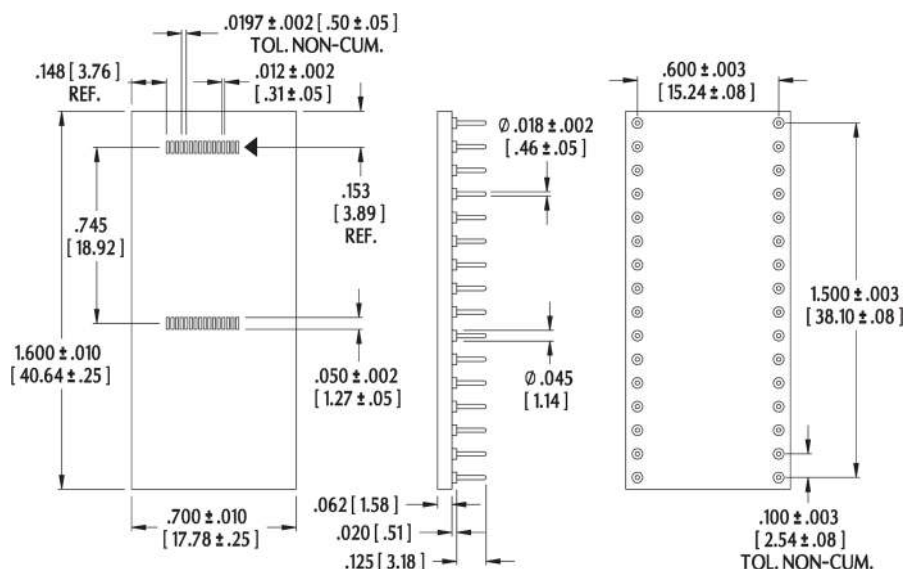 .0197 ±.002 [ .50 ±.05 ]
TOL. NON-CUM.
.148 [ 3.76 ]
REF.
.012 ±.002
[ .31 ±.05 ]
.745
[ 18.92 ]
.153
[ 3.89 ]
REF.
1.600 ±.010
[ 40.64 ±.25 ]
.050 ±.002
[ 1.27 ±.05 ]
.700 ±.010
[ 17.78 ±.25 ]
Ø .018 ±.002
[ .46 ±.05 ]
Ø .045
[ 1.14 ]
.062 [ 1.58 ]
.020 [ .51 ]
.125 [ 3.18 ]
.600 ±.003
[ 15.24 ±.08 ]
1.500 ±.003
[ 38.10 ±.08 ]
.100 ±.003
[ 2.54 ±.08 ]
TOL. NON-CUM.